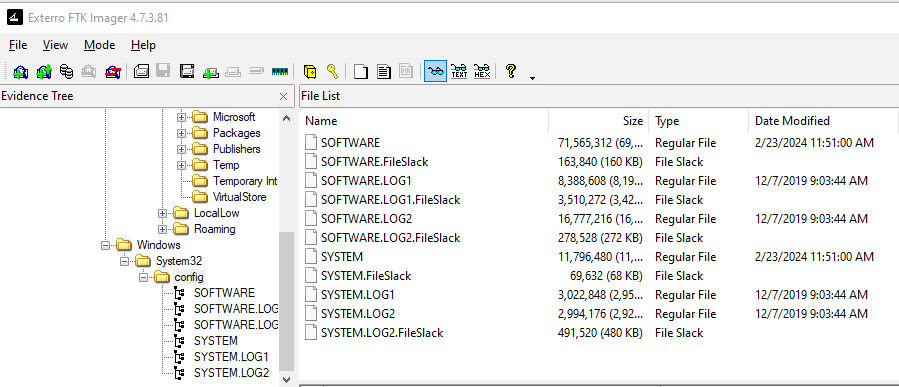 Exterro FTK Imager 4.7.3.81
File View Mode Help
TEXT HEX
Evidence Tree
Microsoft
Packages
Publishers
Temp
Temporary Int
VirtualStore
LocalLow
Roaming
Windows
System32
config
SOFTWARE
SOFTWARE.LOG
SOFTWARE.LOG
SYSTEM
SYSTEM.LOG1
SYSTEM.LOG2
File List
Name Size Type Date Modified
SOFTWARE 71,565,312 (69,... Regular File 2/23/2024 11:51:00 AM
SOFTWARE.FileSlack 163,840 (160 KB) File Slack
SOFTWARE.LOG1 8,388,608 (8,19... Regular File 12/7/2019 9:03:44 AM
SOFTWARE.LOG1.FileSlack 3,510,272 (3,42... File Slack
SOFTWARE.LOG2 16,777,216 (16,... Regular File 12/7/2019 9:03:44 AM
SOFTWARE.LOG2.FileSlack 278,528 (272 KB) File Slack
SYSTEM 11,796,480 (11,... Regular File 2/23/2024 11:51:00 AM
SYSTEM.FileSlack 69,632 (68 KB) File Slack
SYSTEM.LOG1 3,022,848 (2,95... Regular File 12/7/2019 9:03:44 AM
SYSTEM.LOG2 2,994,176 (2,92... Regular File 12/7/2019 9:03:44 AM
SYSTEM.LOG2.FileSlack 491,520 (480 KB) File Slack